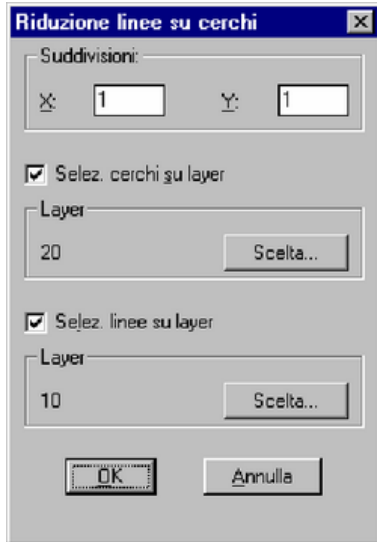 Riduzione linee su cerchi
Suddivisioni:
X: 1 Y: 1
Selez. cerchi su layer
Layer
20 Scelta...
Selez. linee su layer
Layer
10 Scelta...
OK Annulla